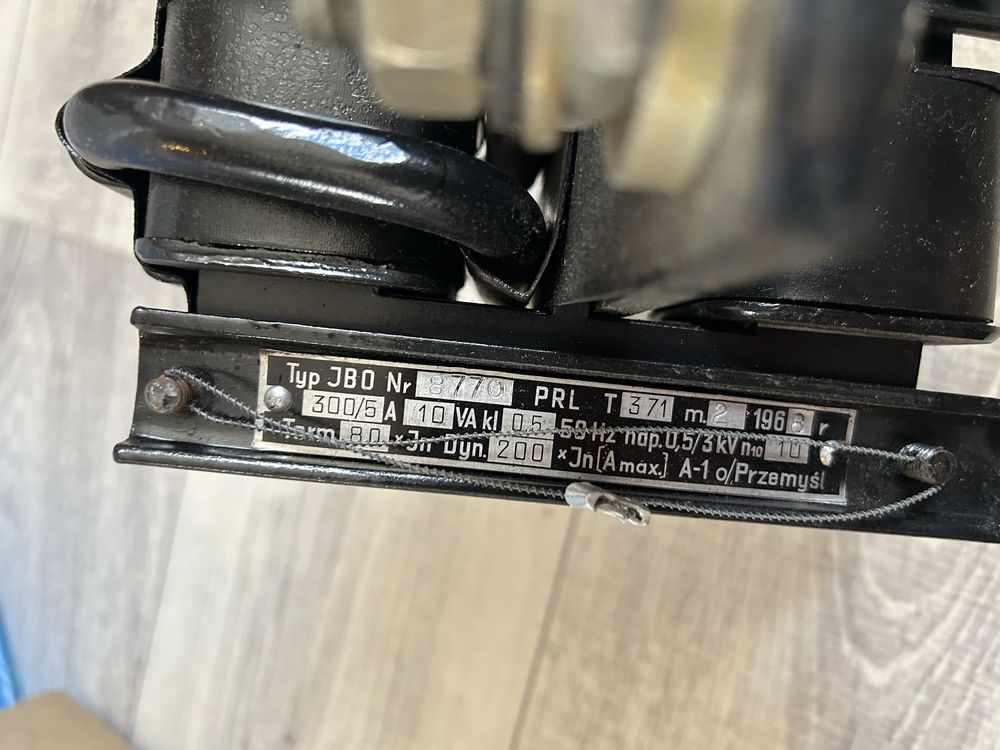 Typ JBO Nr 8770 PRL T 371 m. 2 1968 r
300/5 A 10 VA kl 0,5 50 Hz nap. 0,5/3 kV n10 10
Term. 80 × Jn Dyn. 200 × Jn [A max.] A-1 o/Przemyśl